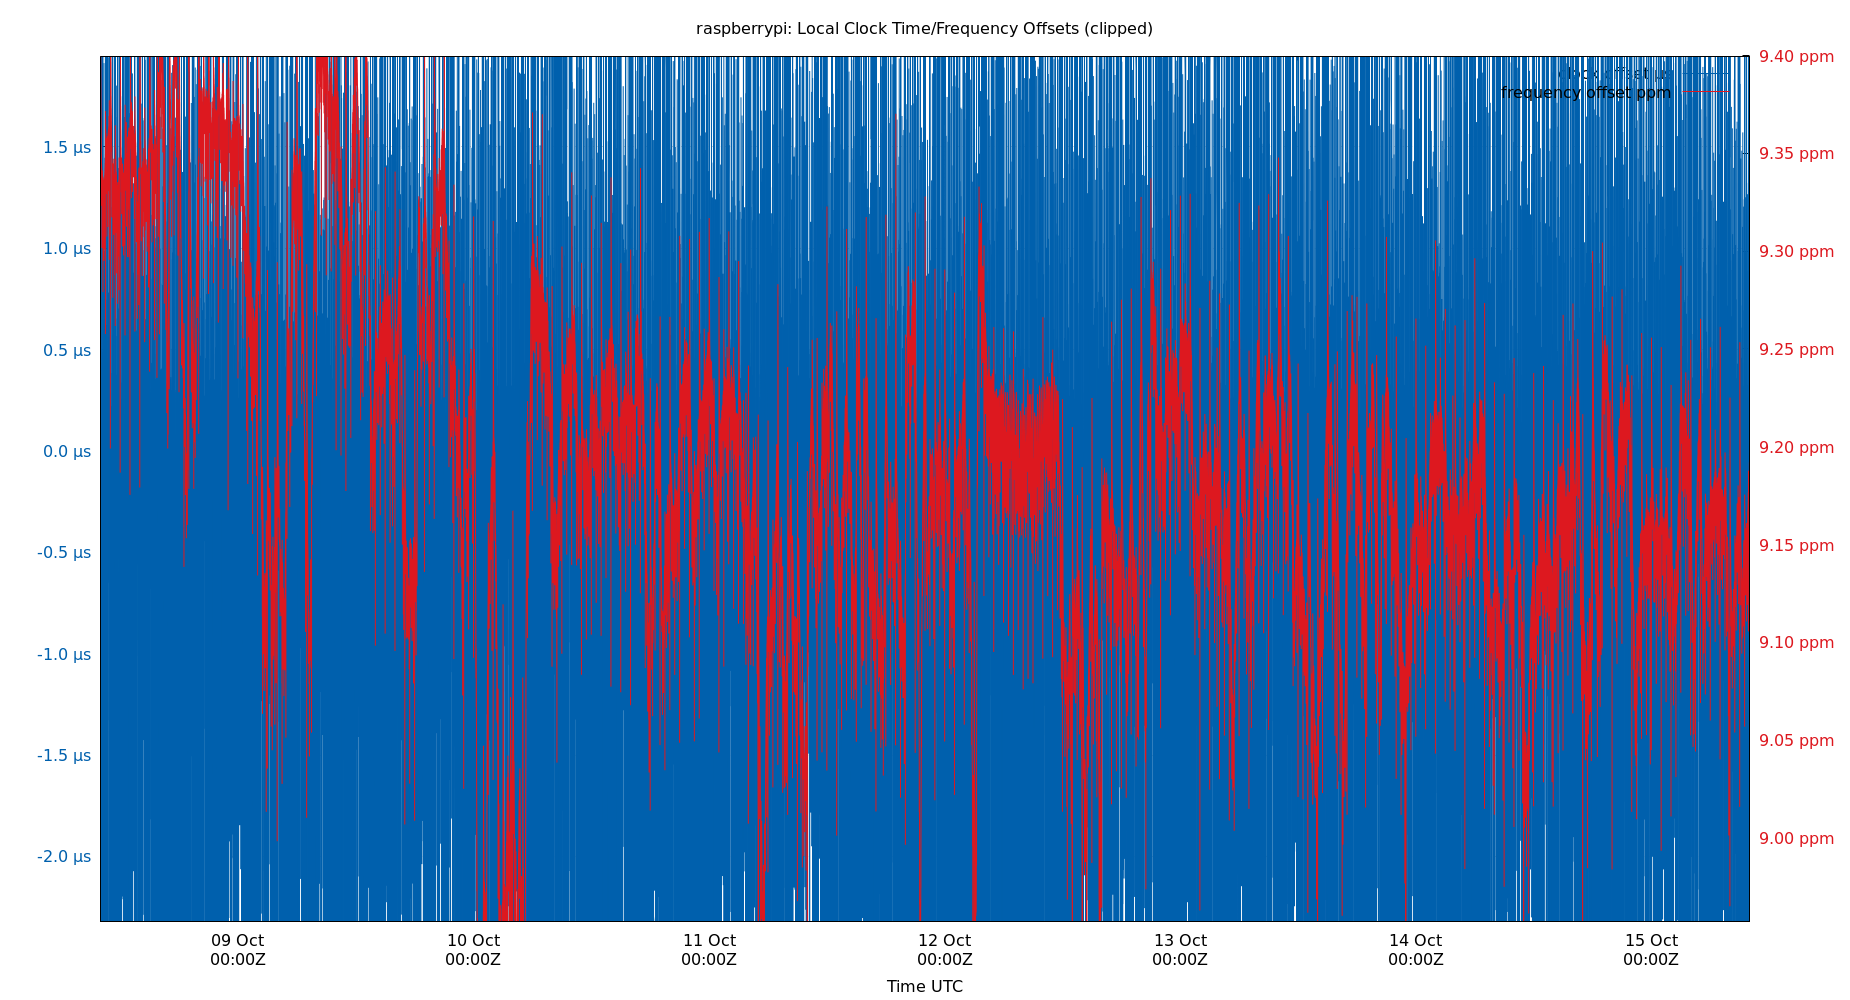 raspberrypi: Local Clock Time/Frequency Offsets (clipped)
9.40 ppm
clock offset µs
frequency offset ppm
1.5 µs
9.35 ppm
1.0 µs
9.30 ppm
0.5 µs
9.25 ppm
0.0 µs
9.20 ppm
-0.5 µs
9.15 ppm
-1.0 µs
9.10 ppm
-1.5 µs
9.05 ppm
-2.0 µs
9.00 ppm
09 Oct 10 Oct 11 Oct 12 Oct 13 Oct 14 Oct 15 Oct
00:00Z 00:00Z 00:00Z 00:00Z 00:00Z 00:00Z 00:00Z
Time UTC